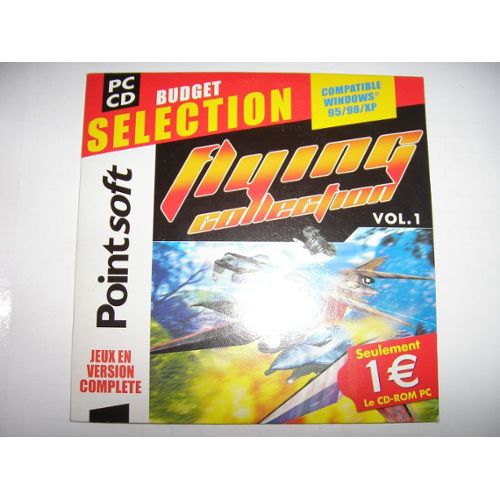 PC
CD
BUDGET
SELECTION
COMPATIBLE
WINDOWS®
95/98/XP
flying
collection
VOL.1
Pointsoft
JEUX EN
VERSION
COMPLETE
Seulement
1€
Le CD-ROM PC